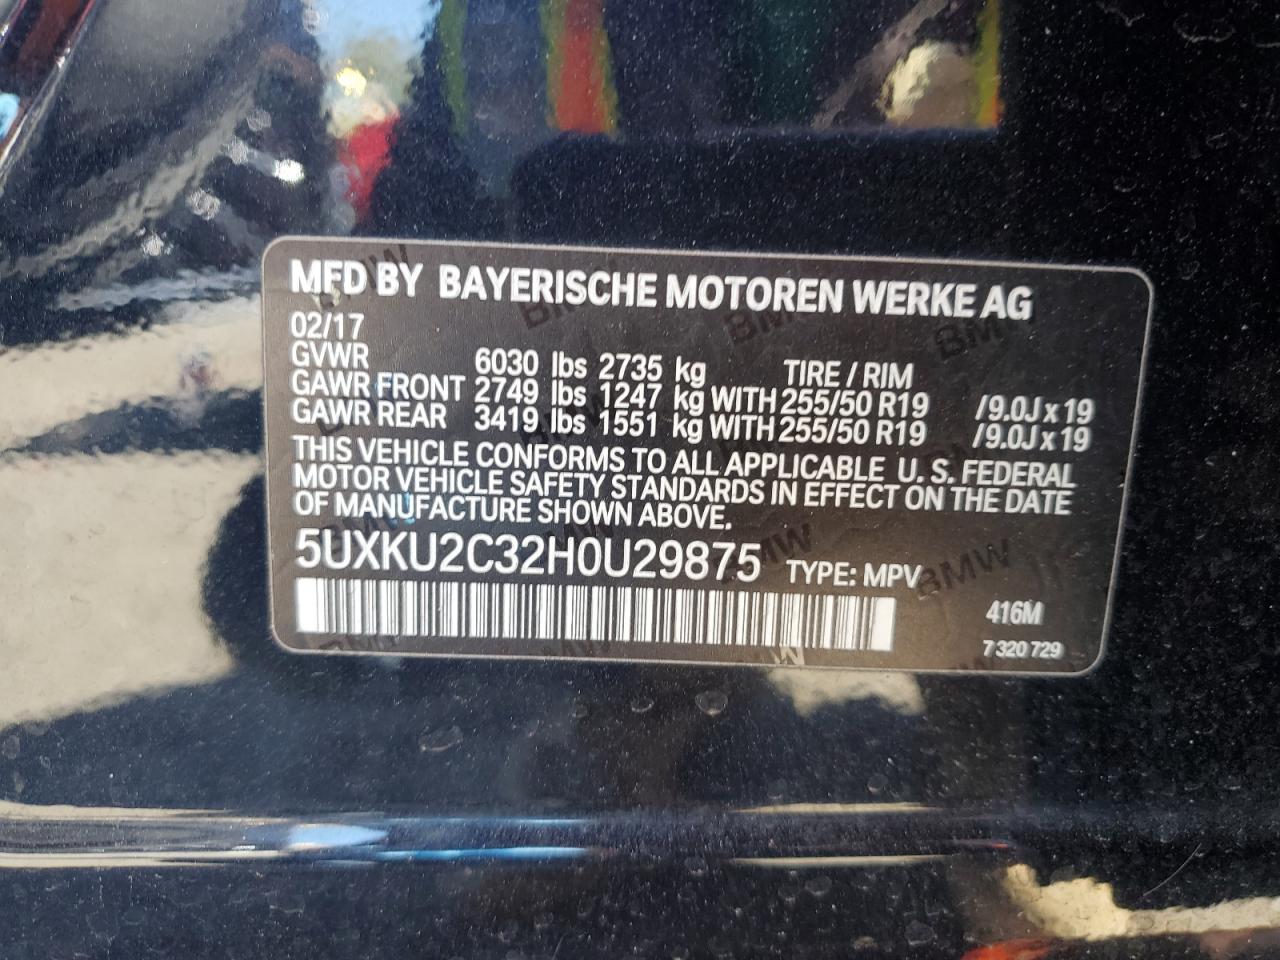 MFD BY BAYERISCHE MOTOREN WERKE AG
02/17
GVWR 6030 lbs 2735 kg TIRE / RIM
GAWR FRONT 2749 lbs 1247 kg WITH 255/50 R19 /9.0J x 19
GAWR REAR 3419 lbs 1551 kg WITH 255/50 R19 /9.0J x 19
THIS VEHICLE CONFORMS TO ALL APPLICABLE U. S. FEDERAL
MOTOR VEHICLE SAFETY STANDARDS IN EFFECT ON THE DATE
OF MANUFACTURE SHOWN ABOVE.
5UXKU2C32H0U29875 TYPE: MPV
416M
7 320 729